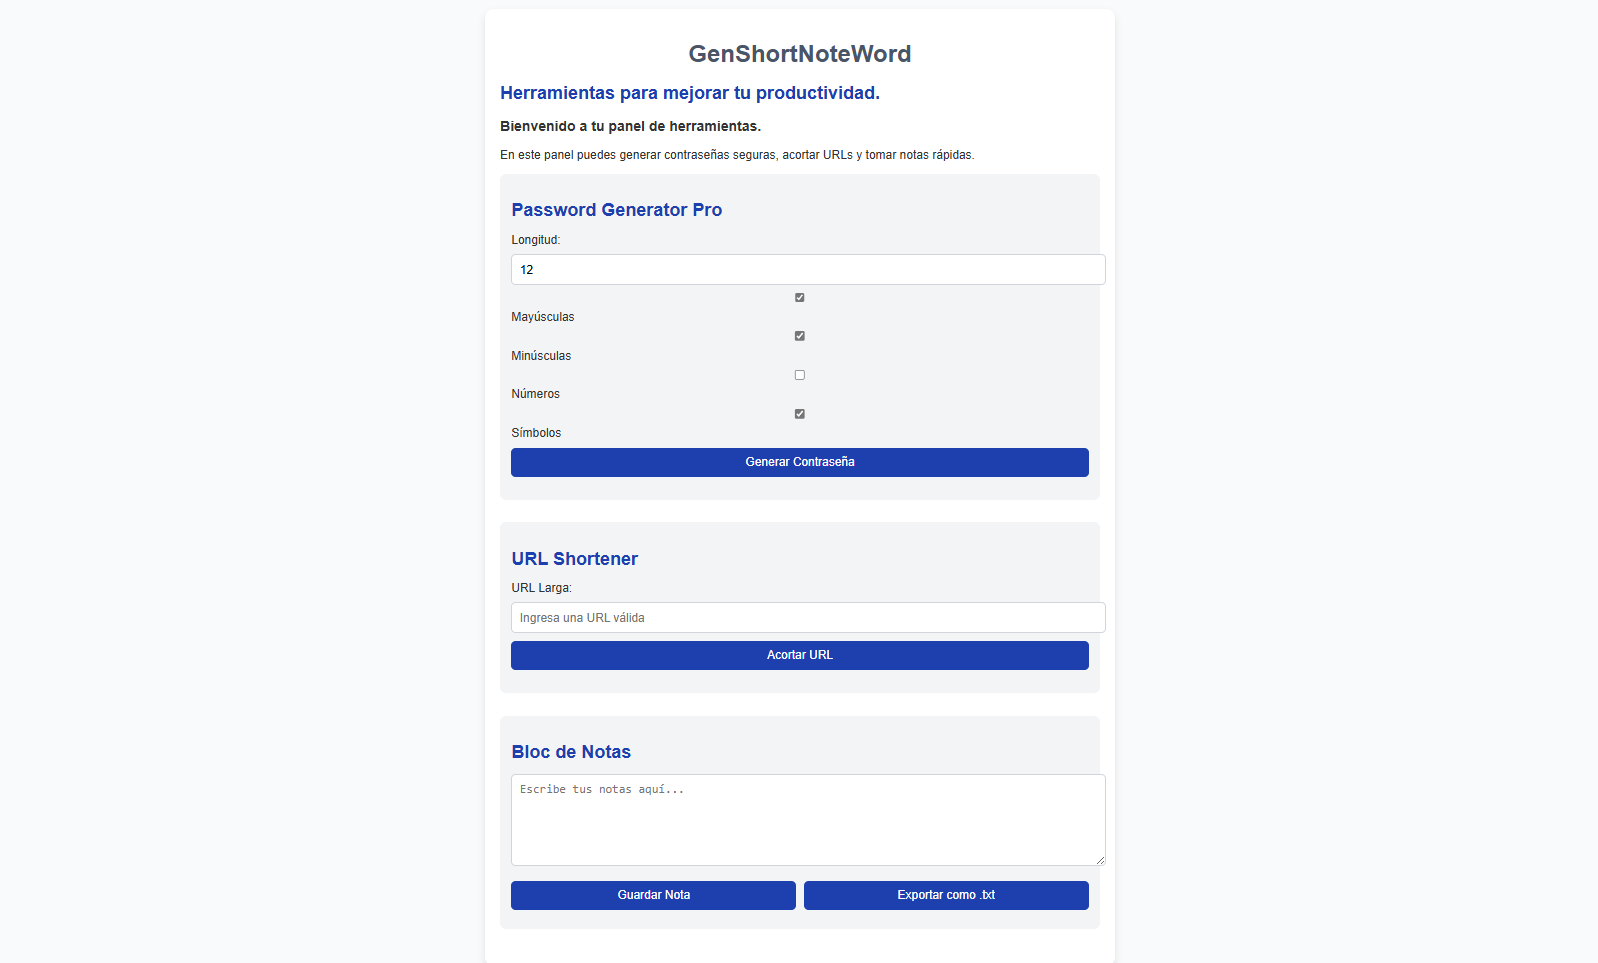 GenShortNoteWord
Herramientas para mejorar tu productividad.
Bienvenido a tu panel de herramientas.
En este panel puedes generar contraseñas seguras, acortar URLs y tomar notas rápidas.
Password Generator Pro
Longitud:
12
Mayúsculas
Minúsculas
Números
Símbolos
Generar Contraseña
URL Shortener
URL Larga:
Ingresa una URL válida
Acortar URL
Bloc de Notas
Escribe tus notas aquí...
Guardar Nota
Exportar como .txt